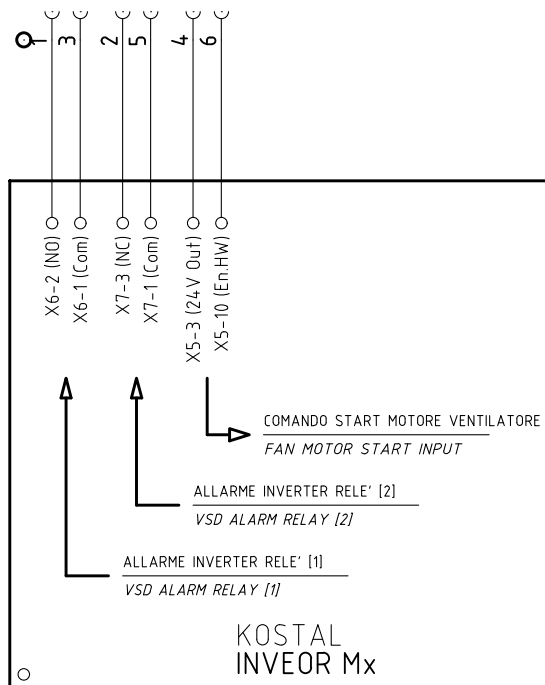 1
3
2
5
4
6
X6-2 (NO)
X6-1 (Com)
X7-3 (NC)
X7-1 (Com)
X5-3 (24V Out)
X5-10 (En.HW)
COMANDO START MOTORE VENTILATORE
FAN MOTOR START INPUT
ALLARME INVERTER RELE' [2]
VSD ALARM RELAY [2]
ALLARME INVERTER RELE' [1]
VSD ALARM RELAY [1]
KOSTAL
INVEOR Mx